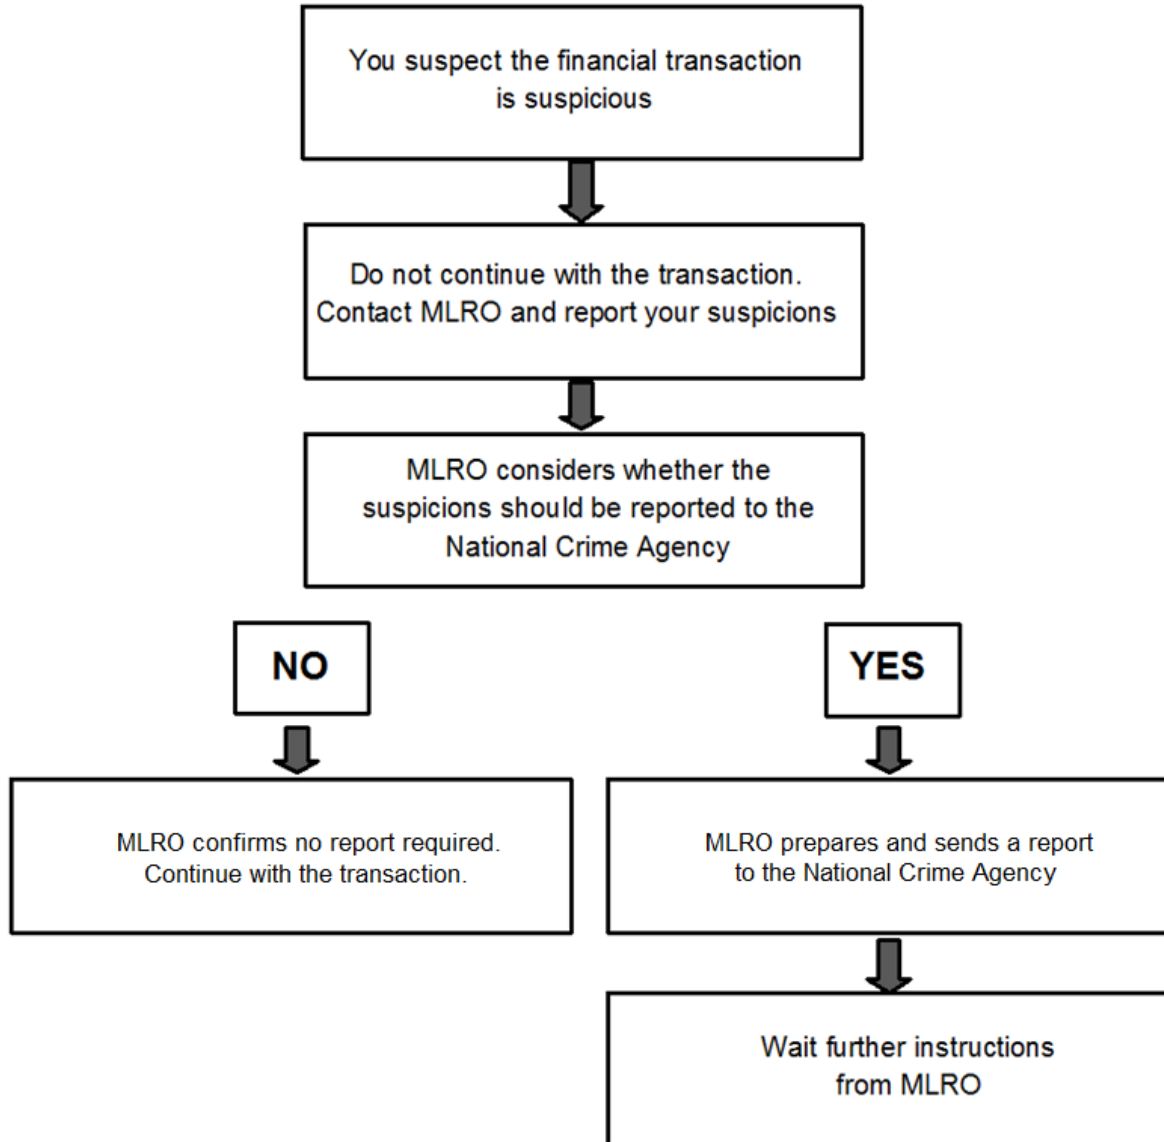 You suspect the financial transaction
is suspicious
Do not continue with the transaction.
Contact MLRO and report your suspicions
MLRO considers whether the
suspicions should be reported to the
National Crime Agency
NO
YES
MLRO confirms no report required.
Continue with the transaction.
MLRO prepares and sends a report
to the National Crime Agency
Wait further instructions
from MLRO